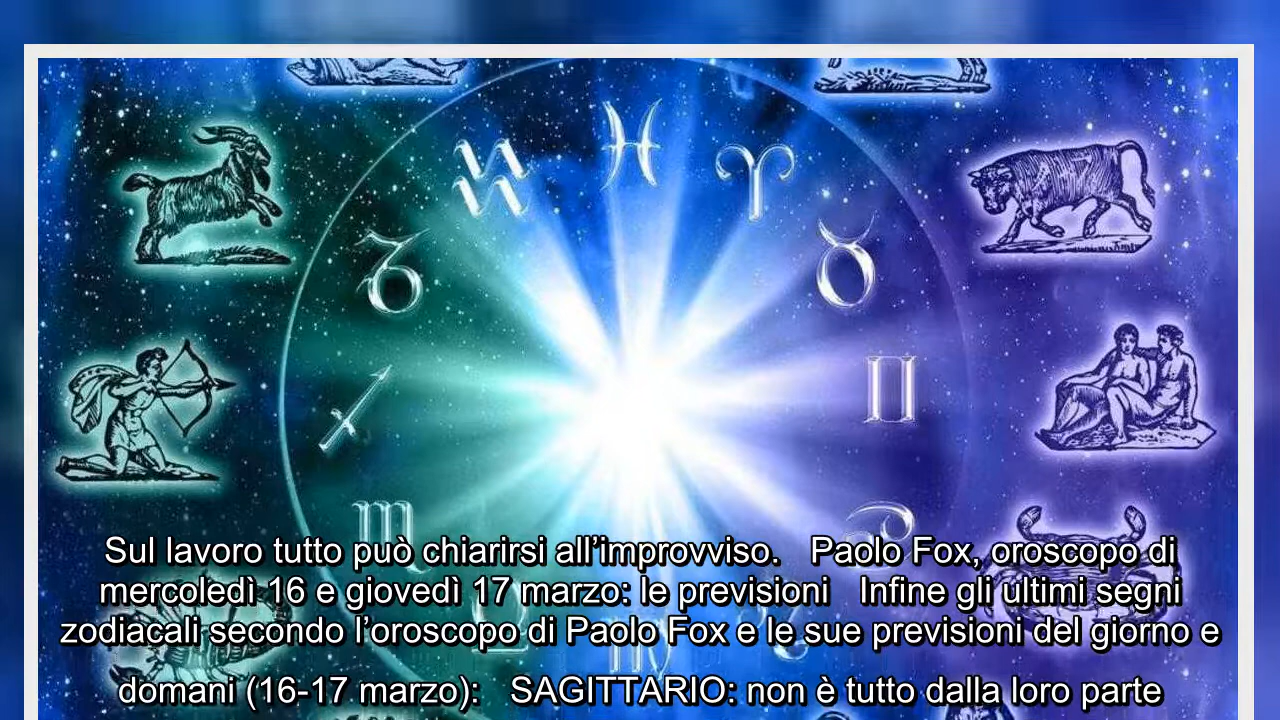 Sul lavoro tutto può chiarirsi all’improvviso.   Paolo Fox, oroscopo di
mercoledì 16 e giovedì 17 marzo: le previsioni   Infine gli ultimi segni
zodiacali secondo l’oroscopo di Paolo Fox e le sue previsioni del giorno e
domani (16-17 marzo):   SAGITTARIO: non è tutto dalla loro parte